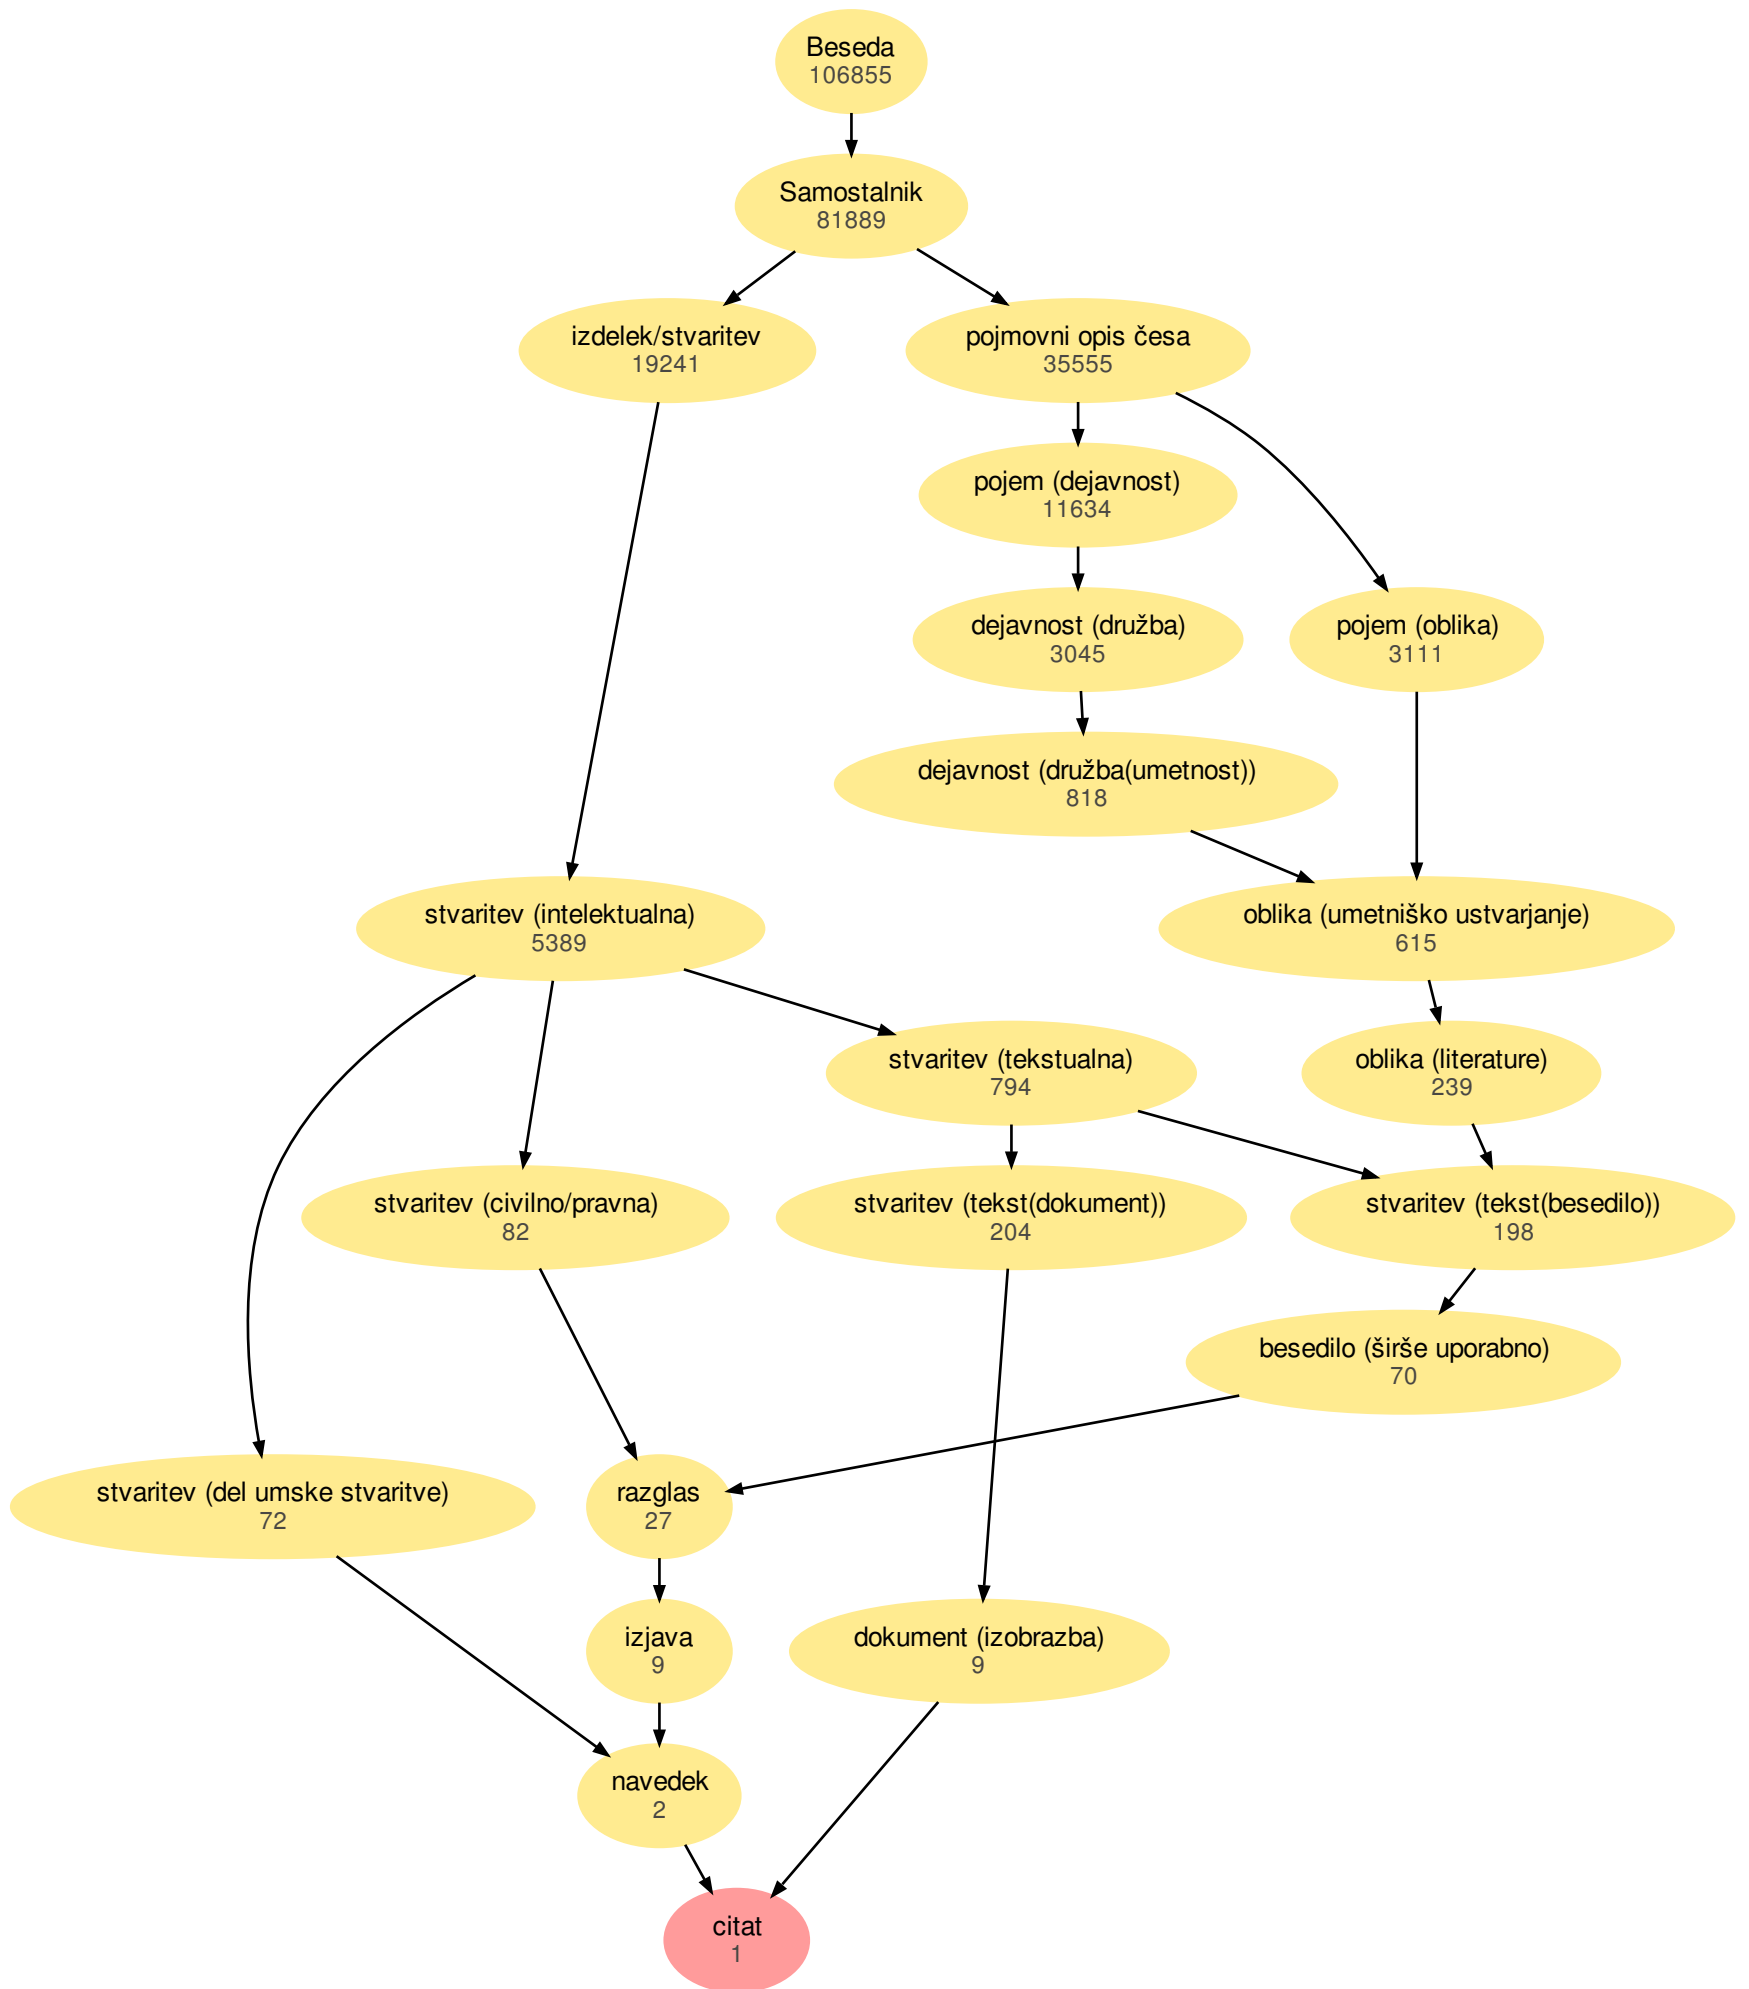 Beseda
106855
Samostalnik
81889
izdelek/stvaritev
19241
pojmovni opis česa
35555
pojem (dejavnost)
11634
dejavnost (družba)
3045
pojem (oblika)
3111
dejavnost (družba(umetnost))
818
stvaritev (intelektualna)
5389
oblika (umetniško ustvarjanje)
615
stvaritev (tekstualna)
794
oblika (literature)
239
stvaritev (civilno/pravna)
82
stvaritev (tekst(dokument))
204
stvaritev (tekst(besedilo))
198
besedilo (širše uporabno)
70
stvaritev (del umske stvaritve)
72
razglas
27
izjava
9
dokument (izobrazba)
9
navedek
2
citat
1